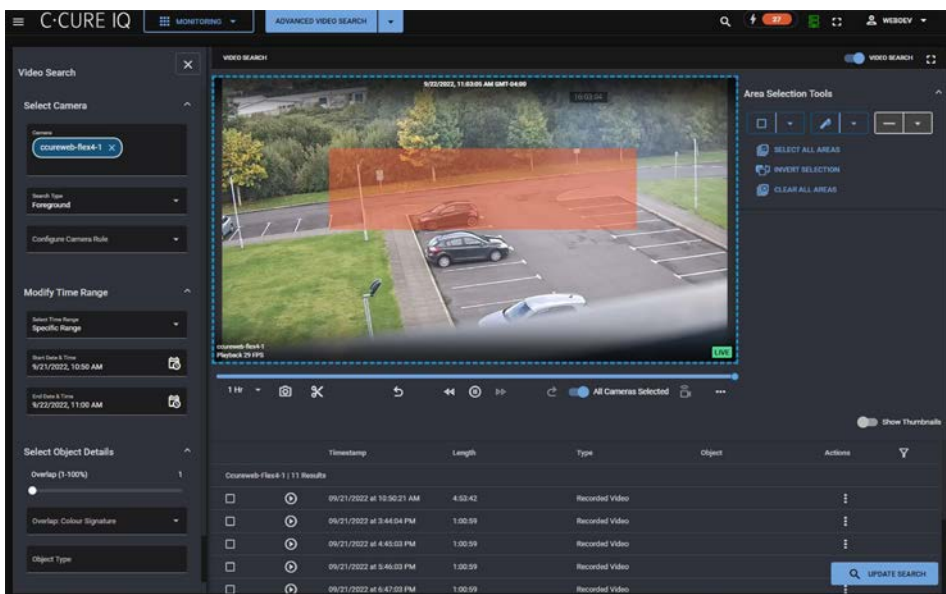 C•CURE IQ
MONITORING
ADVANCED VIDEO SEARCH
37
WEBDEV
Video Search
Select Camera
Camera
ccureweb-flex4-1 X
Search Type
Foreground
Configure Camera Rule
Modify Time Range
Select Time Range
Specific Range
Start Date & Time
9/21/2022, 10:50 AM
End Date & Time
9/22/2022, 11:00 AM
Select Object Details
Overlap (1-100%) 1
Overlap: Colour Signature
Object Type
VIDEO SEARCH
VIDEO SEARCH
9/22/2022, 11:03:05 AM GMT-04:00
16:03:04
ccureweb-flex4-1
Playback 29 FPS
LIVE
1 Hr
All Cameras Selected
Area Selection Tools
SELECT ALL AREAS
INVERT SELECTION
CLEAR ALL AREAS
Show Thumbnails
Timestamp Length Type Object Actions
Ccureweb-Flex4-1 | 11 Results
09/21/2022 at 10:50:21 AM 4:53:42 Recorded Video
09/21/2022 at 3:44:04 PM 1:00:59 Recorded Video
09/21/2022 at 4:45:03 PM 1:00:59 Recorded Video
09/21/2022 at 5:46:03 PM 1:00:59 Recorded Video
09/21/2022 at 6:47:03 PM 1:00:59 Recorded Video
UPDATE SEARCH